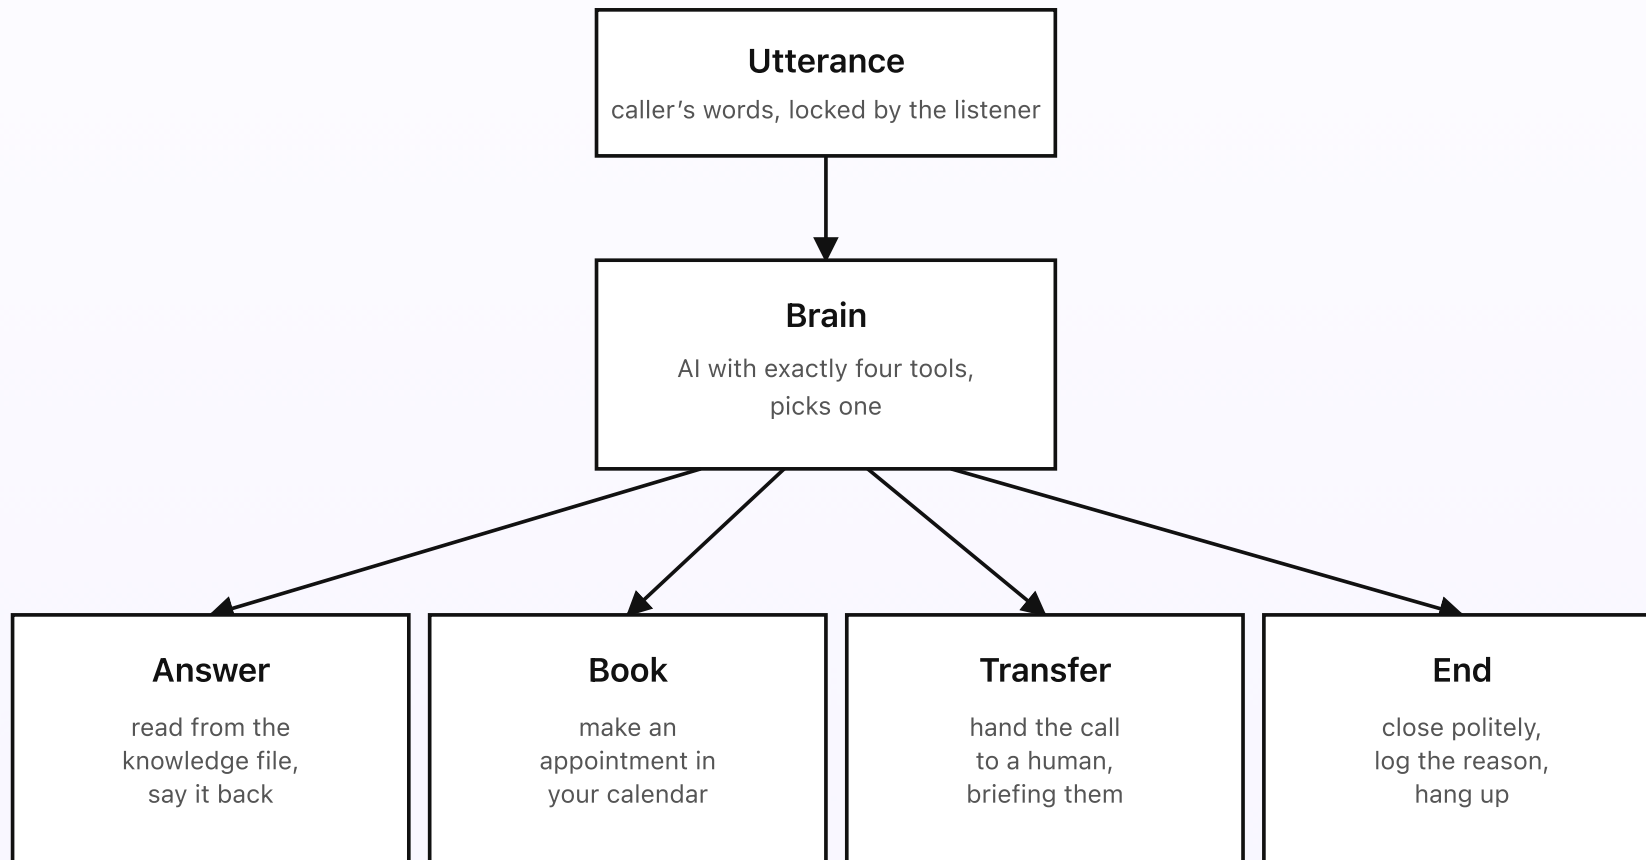 Utterance
caller’s words, locked by the listener
Brain
AI with exactly four tools,
picks one
Answer
read from the
knowledge file,
say it back
Book
make an
appointment in
your calendar
Transfer
hand the call
to a human,
briefing them
End
close politely,
log the reason,
hang up